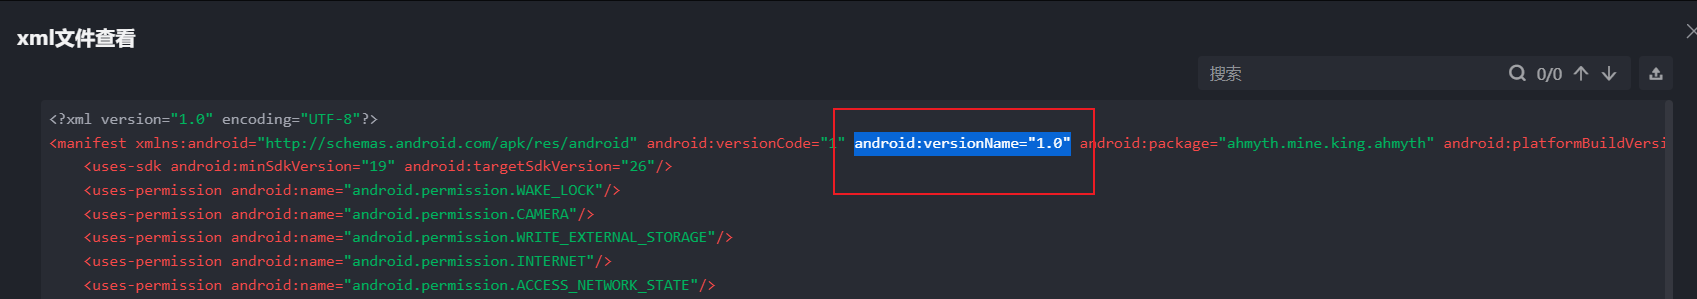 xml文件查看
搜索 0/0
<?xml version="1.0" encoding="UTF-8"?>
<manifest xmlns:android="http://schemas.android.com/apk/res/android" android:versionCode="1" android:versionName="1.0" android:package="ahmyth.mine.king.ahmyth" android:platformBuildVersi
<uses-sdk android:minSdkVersion="19" android:targetSdkVersion="26"/>
<uses-permission android:name="android.permission.WAKE_LOCK"/>
<uses-permission android:name="android.permission.CAMERA"/>
<uses-permission android:name="android.permission.WRITE_EXTERNAL_STORAGE"/>
<uses-permission android:name="android.permission.INTERNET"/>
<uses-permission android:name="android.permission.ACCESS_NETWORK_STATE"/>